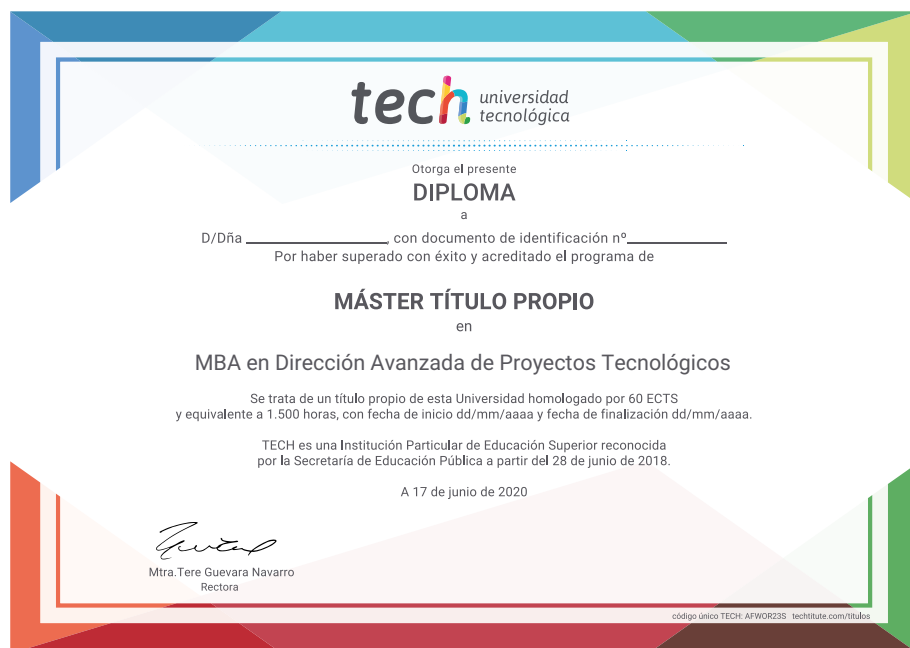 tech universidad
tecnológica
Otorga el presente
DIPLOMA
a
D/Dña ________________, con documento de identificación nº____________
Por haber superado con éxito y acreditado el programa de
MÁSTER TÍTULO PROPIO
en
MBA en Dirección Avanzada de Proyectos Tecnológicos
Se trata de un título propio de esta Universidad homologado por 60 ECTS
y equivalente a 1.500 horas, con fecha de inicio dd/mm/aaaa y fecha de finalización dd/mm/aaaa.
TECH es una Institución Particular de Educación Superior reconocida
por la Secretaría de Educación Pública a partir del 28 de junio de 2018.
A 17 de junio de 2020
Mtra.Tere Guevara Navarro
Rectora
código único TECH: AFWOR23S techtitute.com/titulos